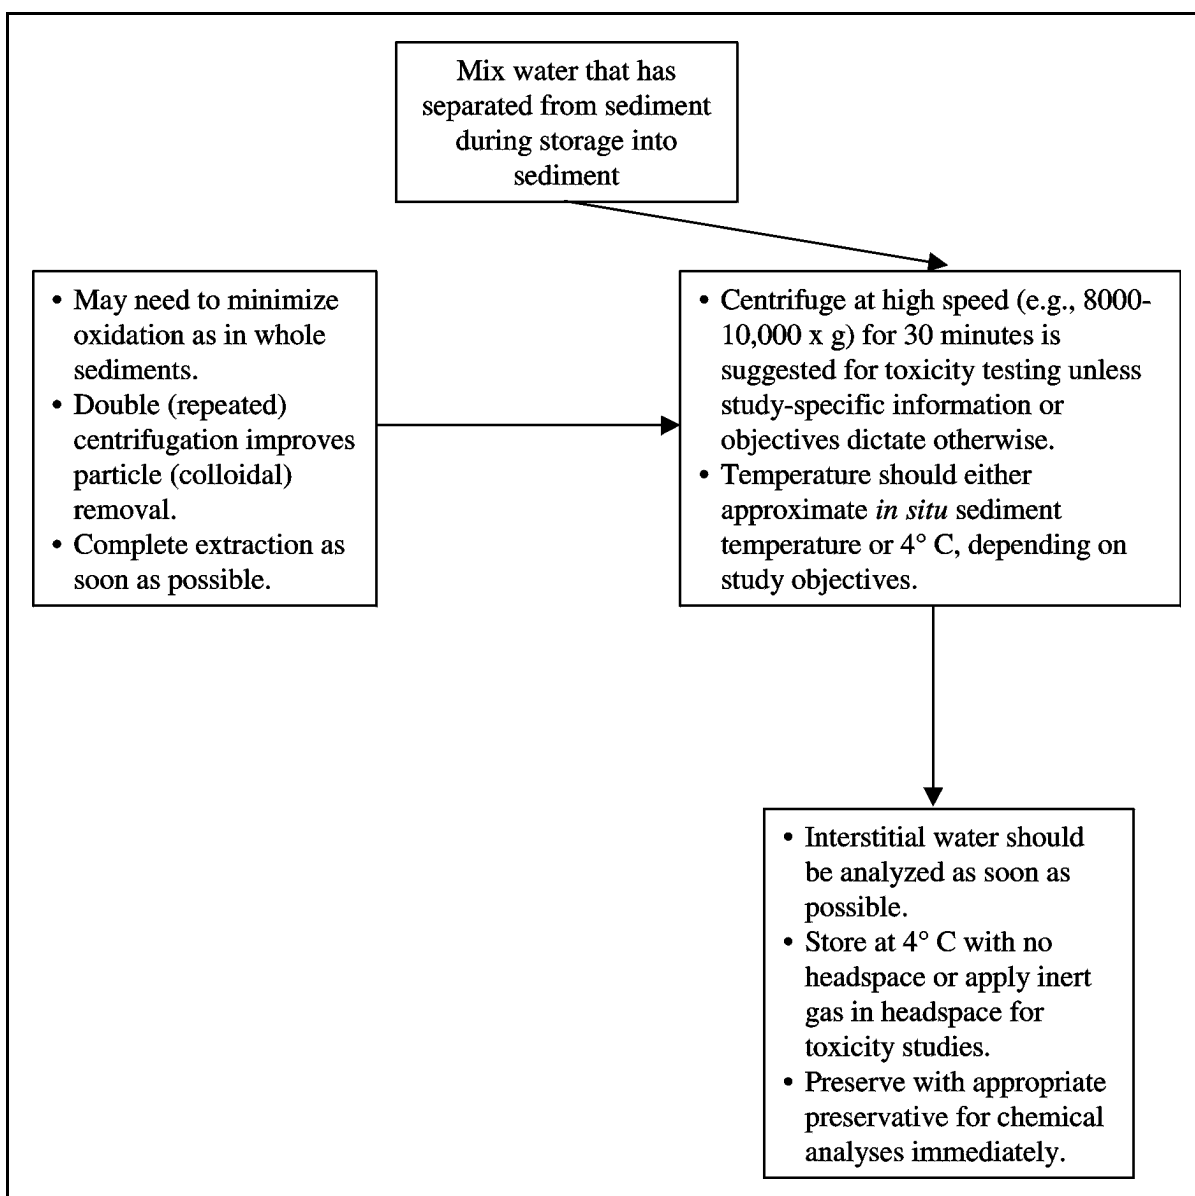 Mix water that has
separated from sediment
during storage into
sediment
• May need to minimize
oxidation as in whole
sediments.
• Double (repeated)
centrifugation improves
particle (colloidal)
removal.
• Complete extraction as
soon as possible.
• Centrifuge at high speed (e.g., 8000-
10,000 x g) for 30 minutes is
suggested for toxicity testing unless
study-specific information or
objectives dictate otherwise.
• Temperature should either
approximate in situ sediment
temperature or 4° C, depending on
study objectives.
• Interstitial water should
be analyzed as soon as
possible.
• Store at 4° C with no
headspace or apply inert
gas in headspace for
toxicity studies.
• Preserve with appropriate
preservative for chemical
analyses immediately.